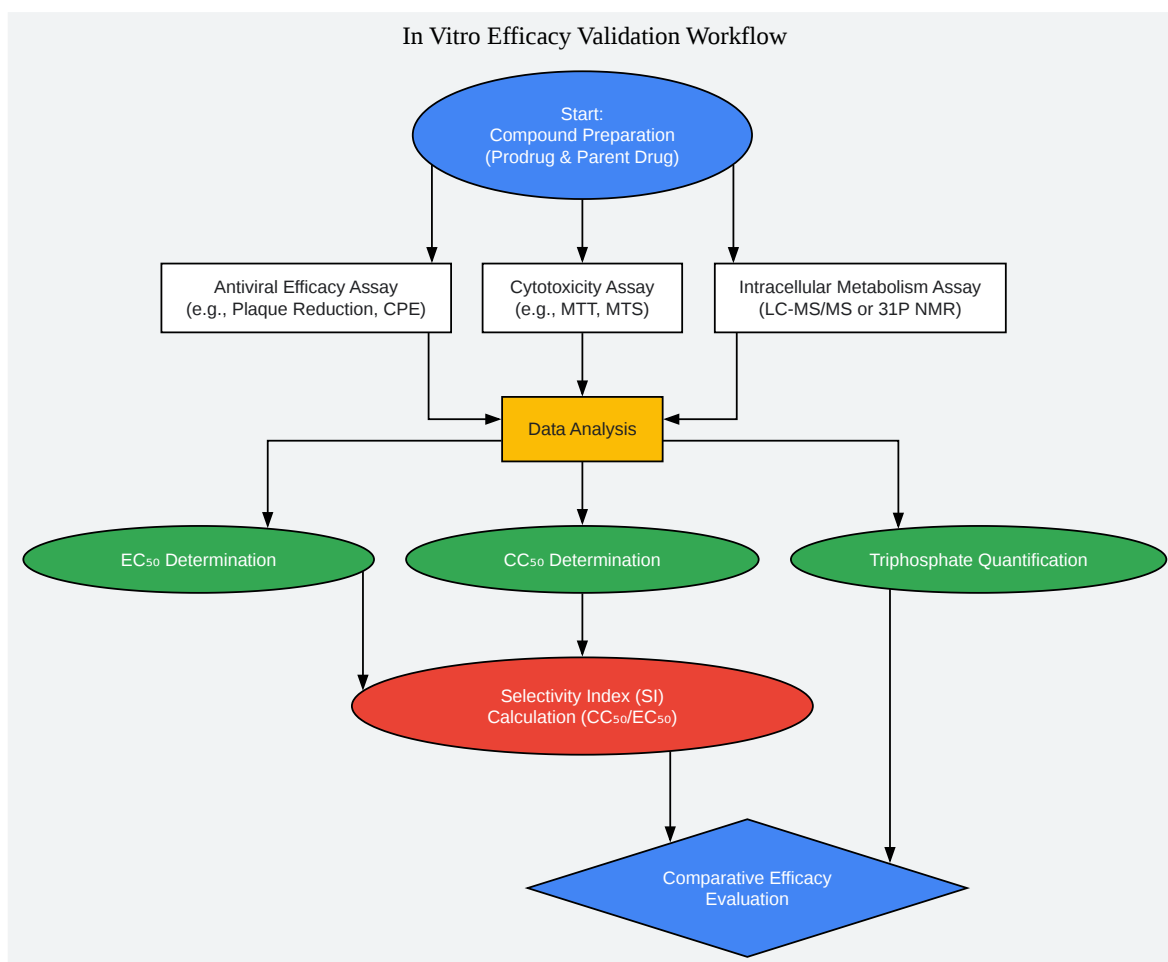 In Vitro Efficacy Validation Workflow
Start:
Compound Preparation
(Prodrug & Parent Drug)
Antiviral Efficacy Assay
(e.g., Plaque Reduction, CPE)
Cytotoxicity Assay
(e.g., MTT, MTS)
Intracellular Metabolism Assay
(LC-MS/MS or 31P NMR)
Data Analysis
EC₅₀ Determination
CC₅₀ Determination
Triphosphate Quantification
Selectivity Index (SI)
Calculation (CC₅₀/EC₅₀)
Comparative Efficacy
Evaluation